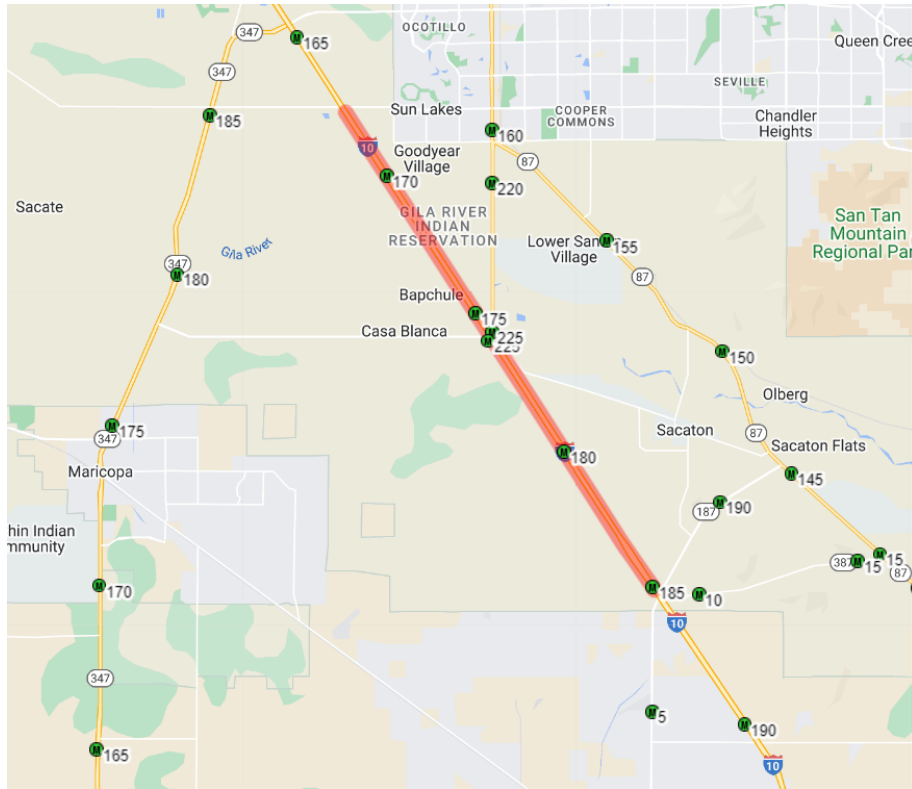 OCOTILLO
347
165
Queen Cree
347
SEVILLE
Sun Lakes
COOPER
COMMONS
Chandler
Heights
185
160
10
Goodyear
Village
87
170
220
Sacate
GILA RIVER
INDIAN
RESERVATION
San Tan
Mountain
Regional Par
Gila River
Lower San
Village
155
347
180
87
Bapchule
175
Casa Blanca
225
225
150
Olberg
175
347
Sacaton
87
Sacaton Flats
Maricopa
180
145
190
187
hin Indian
mmunity
15
387
15
87
170
185
10
10
347
5
190
165
10